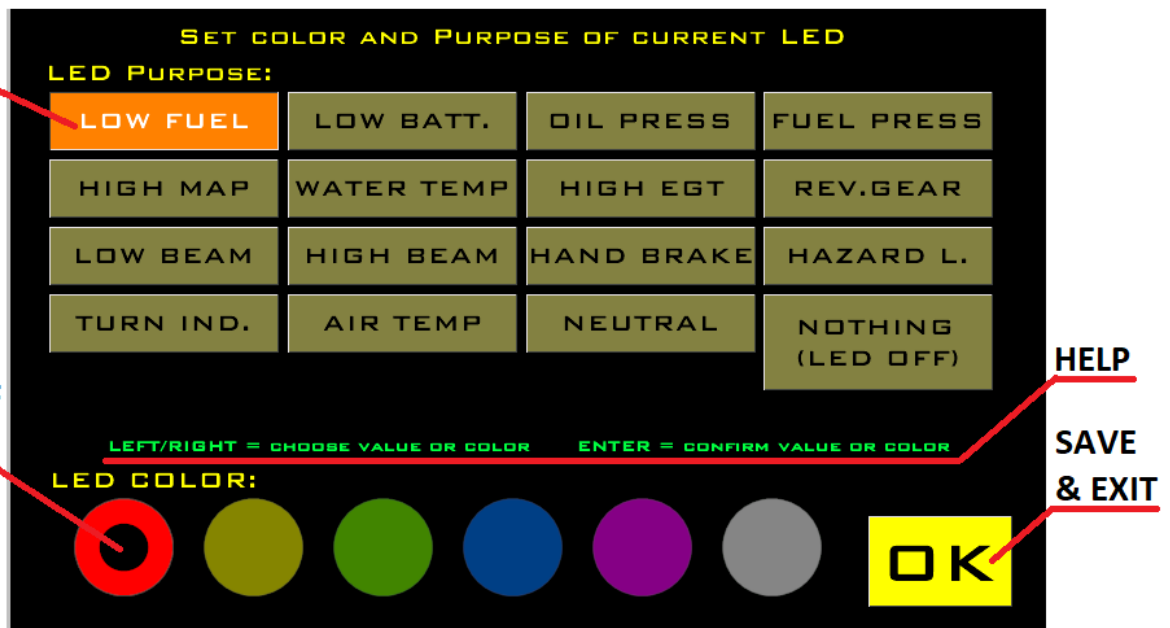 Set color and Purpose of current LED
LED Purpose:
LOW FUEL LOW BATT. OIL PRESS FUEL PRESS
HIGH MAP WATER TEMP HIGH EGT REV.GEAR
LOW BEAM HIGH BEAM HAND BRAKE HAZARD L.
TURN IND. AIR TEMP NEUTRAL NOTHING
(LED OFF)
HELP
LEFT/RIGHT = choose value or color ENTER = confirm value or color
SAVE
& EXIT
LED COLOR:
OK